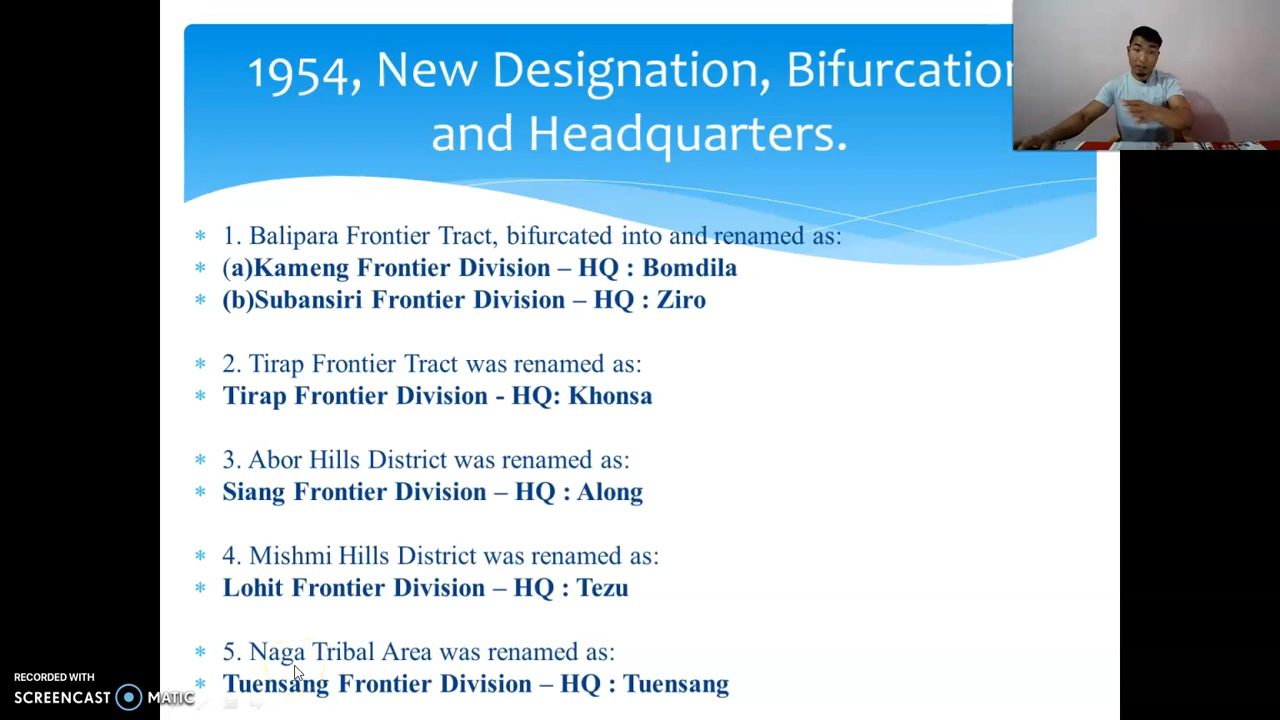 1954, New Designation, Bifurcation
and Headquarters.
* 1. Balipara Frontier Tract, bifurcated into and renamed as:
* (a)Kameng Frontier Division – HQ : Bomdila
* (b)Subansiri Frontier Division – HQ : Ziro
* 2. Tirap Frontier Tract was renamed as:
* Tirap Frontier Division - HQ: Khonsa
* 3. Abor Hills District was renamed as:
* Siang Frontier Division – HQ : Along
* 4. Mishmi Hills District was renamed as:
* Lohit Frontier Division – HQ : Tezu
* 5. Naga Tribal Area was renamed as:
* Tuensang Frontier Division – HQ : Tuensang
RECORDED WITH
SCREENCAST MATIC